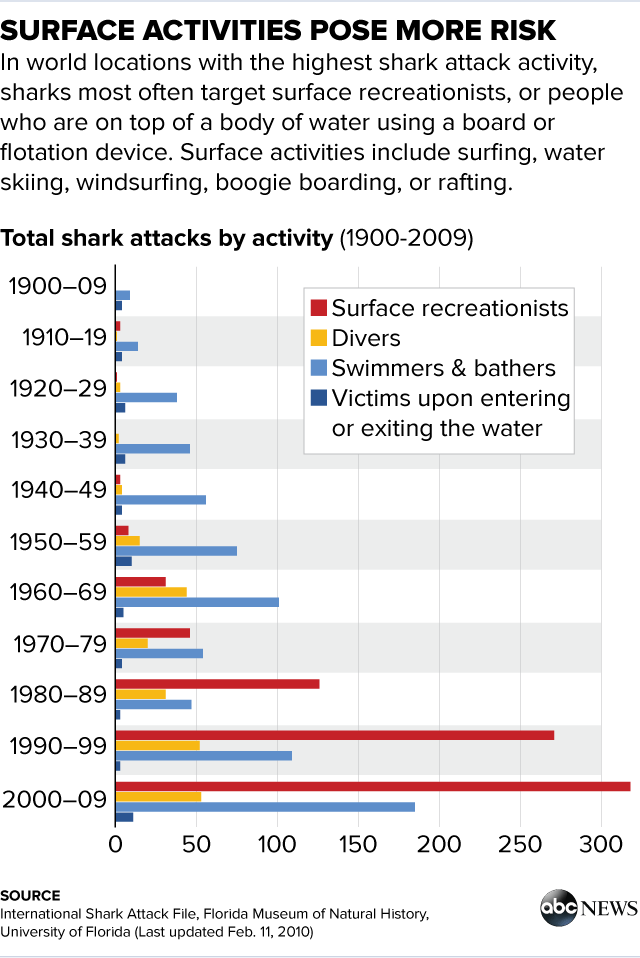 SURFACE ACTIVITIES POSE MORE RISK
In world locations with the highest shark attack activity,
sharks most often target surface recreationists, or people
who are on top of a body of water using a board or
flotation device. Surface activities include surfing, water
skiing, windsurfing, boogie boarding, or rafting.
Total shark attacks by activity (1900-2009)
Surface recreationists
Divers
Swimmers & bathers
Victims upon entering
or exiting the water
1900–09
1910–19
1920–29
1930–39
1940–49
1950–59
1960–69
1970–79
1980–89
1990–99
2000–09
0 50 100 150 200 250 300
SOURCE
International Shark Attack File, Florida Museum of Natural History,
University of Florida (Last updated Feb. 11, 2010)
abc NEWS